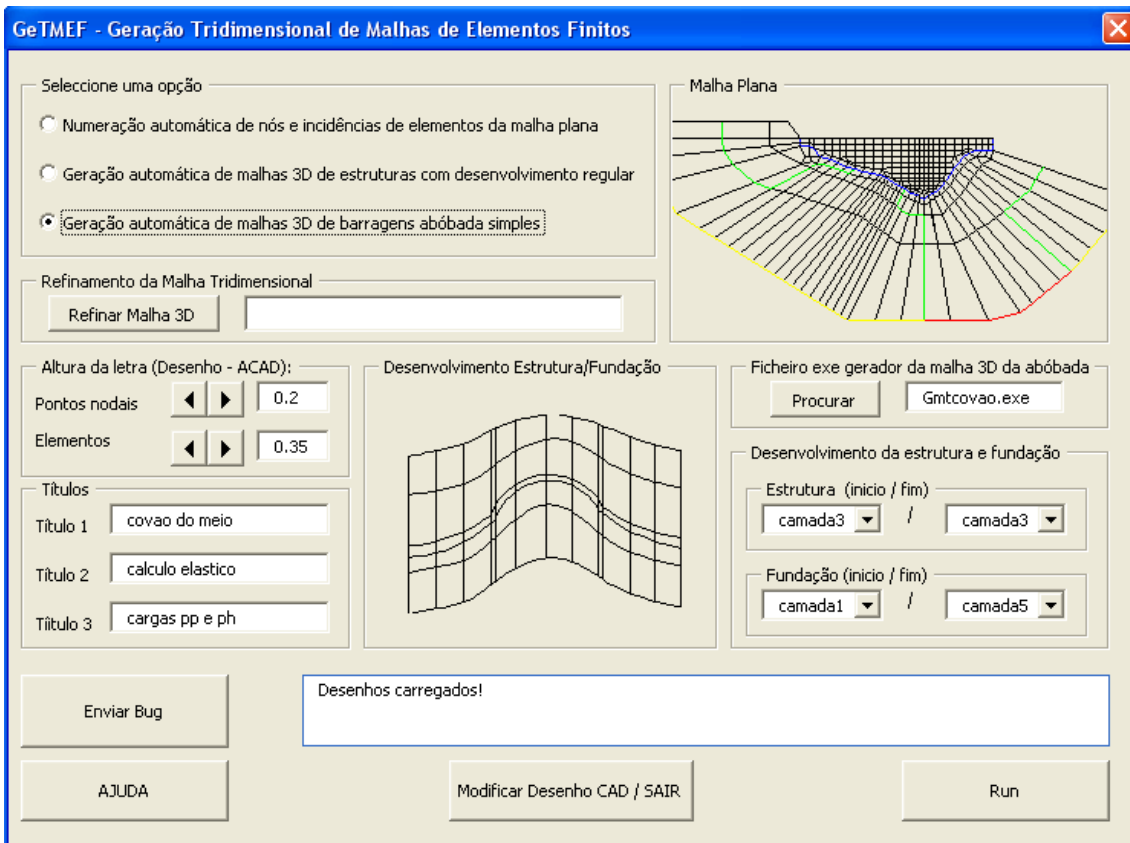 GeTMEF - Geração Tridimensional de Malhas de Elementos Finitos
Seleccione uma opção
Numeração automática de nós e incidências de elementos da malha plana
Geração automática de malhas 3D de estruturas com desenvolvimento regular
Geração automática de malhas 3D de barragens abóbada simples
Malha Plana
Refinamento da Malha Tridimensional
Refinar Malha 3D
Altura da letra (Desenho - ACAD):
Pontos nodais 0.2
Elementos 0.35
Títulos
Título 1 covao do meio
Título 2 calculo elastico
Tíitulo 3 cargas pp e ph
Desenvolvimento Estrutura/Fundação
Ficheiro exe gerador da malha 3D da abóbada
Procurar Gmtcovao.exe
Desenvolvimento da estrutura e fundação
Estrutura (inicio / fim)
camada3 / camada3
Fundação (inicio / fim)
camada1 / camada5
Enviar Bug
Desenhos carregados!
AJUDA
Modificar Desenho CAD / SAIR
Run